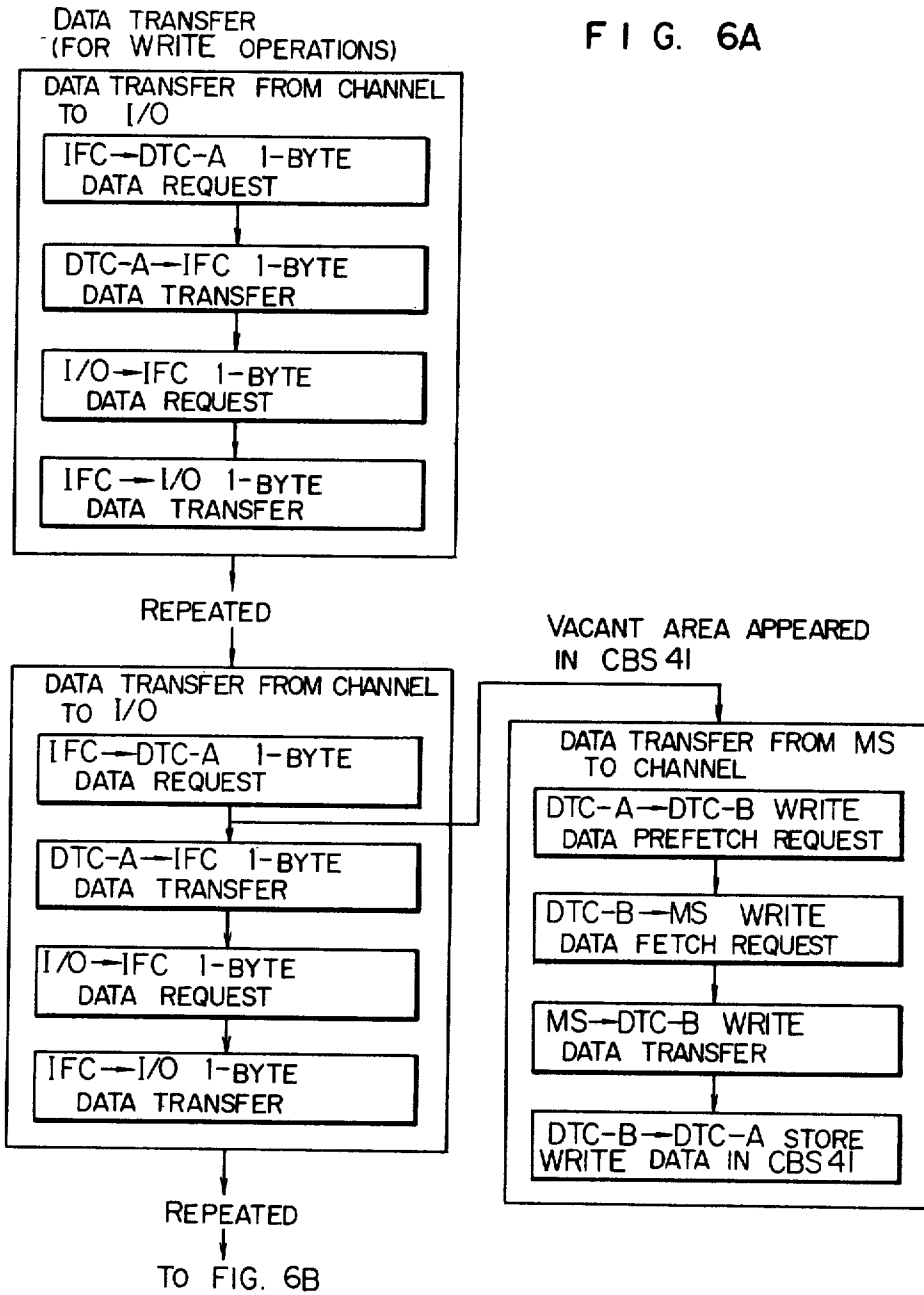 DATA TRANSFER
(FOR WRITE OPERATIONS)
FIG. 6A
DATA TRANSFER FROM CHANNEL
TO I/O
IFC→DTC-A 1-BYTE
DATA REQUEST
DTC-A→IFC 1-BYTE
DATA TRANSFER
I/O→IFC 1-BYTE
DATA REQUEST
IFC→I/O 1-BYTE
DATA TRANSFER
REPEATED
DATA TRANSFER FROM CHANNEL
TO I/O
IFC→DTC-A 1-BYTE
DATA REQUEST
DTC-A→IFC 1-BYTE
DATA TRANSFER
I/O→IFC 1-BYTE
DATA REQUEST
IFC→I/O 1-BYTE
DATA TRANSFER
REPEATED
TO FIG. 6B
VACANT AREA APPEARED
IN CBS 41
DATA TRANSFER FROM MS
TO CHANNEL
DTC-A→DTC-B WRITE
DATA PREFETCH REQUEST
DTC-B→MS WRITE
DATA FETCH REQUEST
MS→DTC-B WRITE
DATA TRANSFER
DTC-B→DTC-A STORE
WRITE DATA IN CBS 41